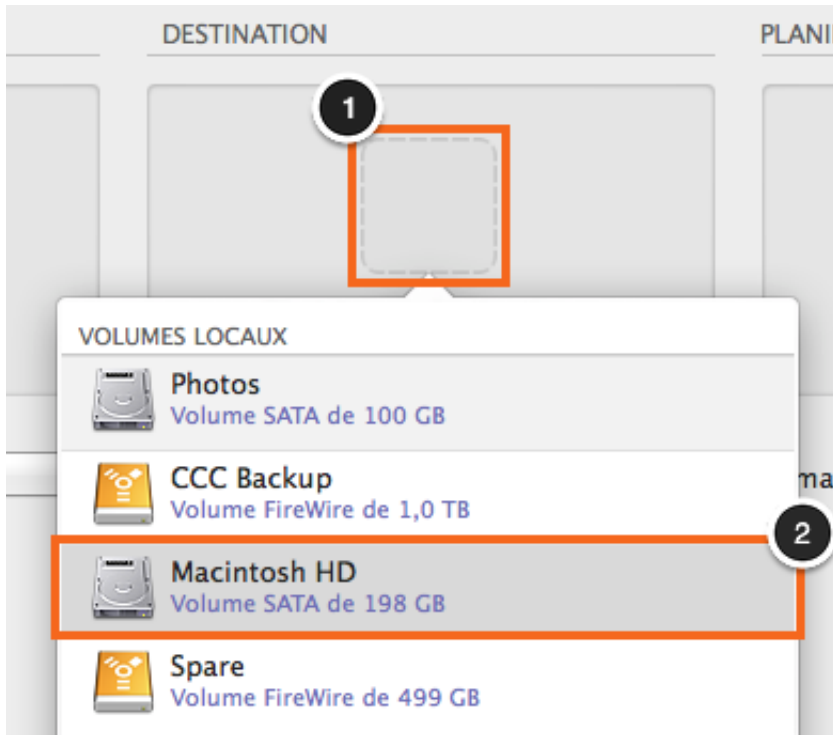 DESTINATION
PLANI
1
VOLUMES LOCAUX
Photos
Volume SATA de 100 GB
CCC Backup
Volume FireWire de 1,0 TB
ma
2
Macintosh HD
Volume SATA de 198 GB
Spare
Volume FireWire de 499 GB